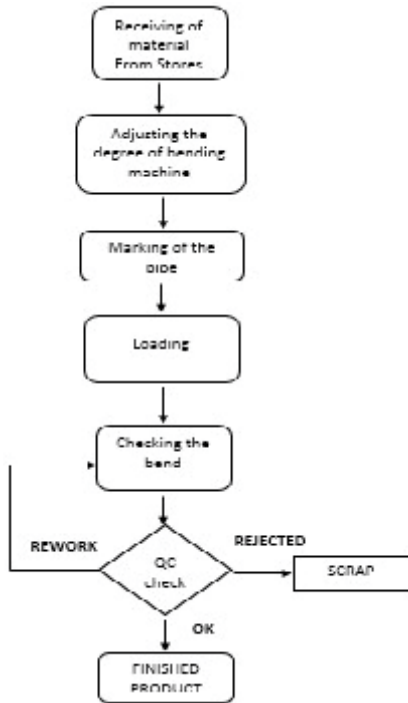 Receiving of
material
From Stores
Adjusting the
degree of bending
machine
Marking of the
pipe
Loading
Checking the
bend
REWORK
QC
check
REJECTED
SCRAP
OK
FINISHED
PRODUCT